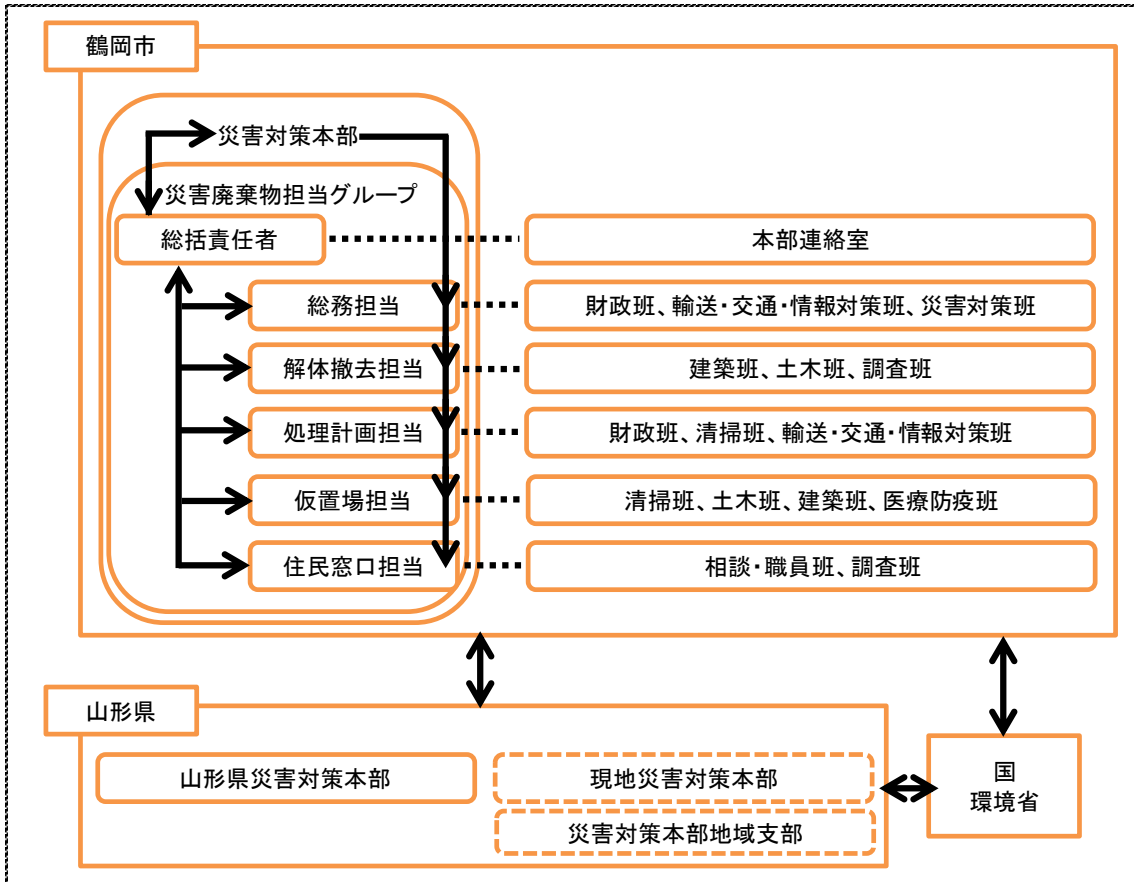 鶴岡市
災害対策本部
災害廃棄物担当グループ
総括責任者
本部連絡室
総務担当
財政班、輸送・交通・情報対策班、災害対策班
解体撤去担当
建築班、土木班、調査班
処理計画担当
財政班、清掃班、輸送・交通・情報対策班
仮置場担当
清掃班、土木班、建築班、医療防疫班
住民窓口担当
相談・職員班、調査班
山形県
山形県災害対策本部
現地災害対策本部
災害対策本部地域支部
国
環境省